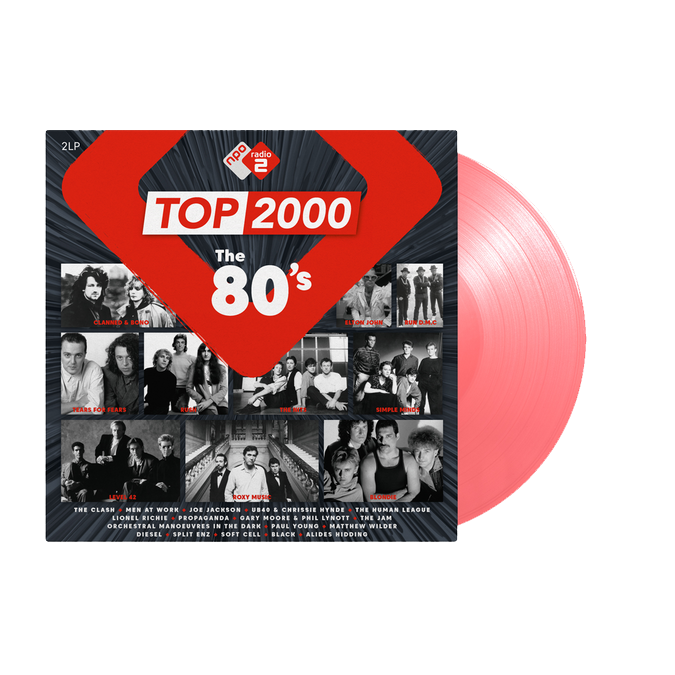 2LP
npo
radio
2
TOP 2000
The
80's
CLANNAD & BONO
ELTON JOHN
RUN D.M.C.
TEARS FOR FEARS
SIMPLE MINDS
LEVEL 42
ROXY MUSIC
BLONDIE
THE CLASH • MEN AT WORK • JOE JACKSON • UB40 & CHRISSIE HYNDE • THE HUMAN LEAGUE
LIONEL RICHIE • PROPAGANDA • GARY MOORE & PHIL LYNOTT • THE JAM
ORCHESTRAL MANOEUVRES IN THE DARK • PAUL YOUNG • MATTHEW WILDER
DIESEL • SPLIT ENZ • SOFT CELL • BLACK • ALIDES HIDDING